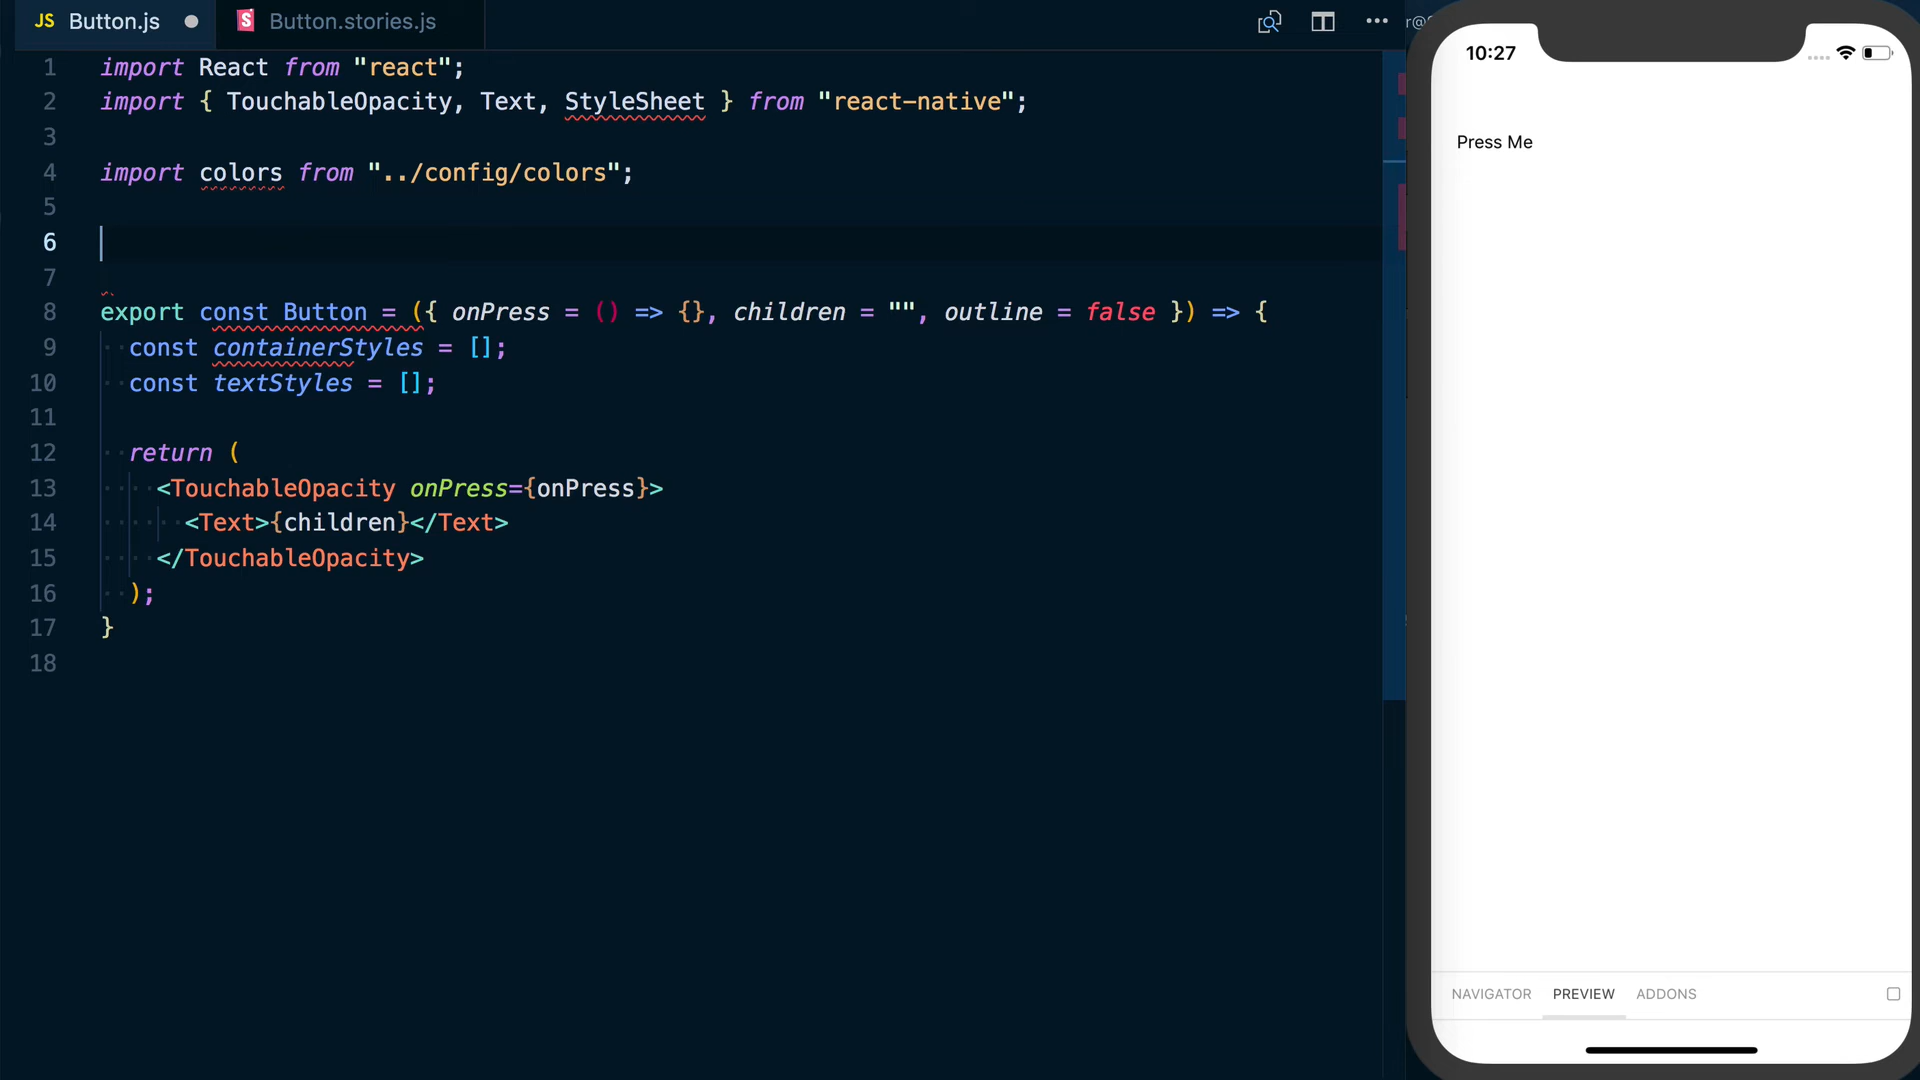 JS Button.js
Button.stories.js
r@
1 import React from "react";
2 import { TouchableOpacity, Text, StyleSheet } from "react-native";
3
4 import colors from "../config/colors";
5
6
7
8 export const Button = ({ onPress = () => {}, children = "", outline = false }) => {
9 const containerStyles = [];
10 const textStyles = [];
11
12 return (
13 <TouchableOpacity onPress={onPress}>
14 <Text>{children}</Text>
15 </TouchableOpacity>
16 );
17 }
18
10:27
Press Me
NAVIGATOR PREVIEW ADDONS